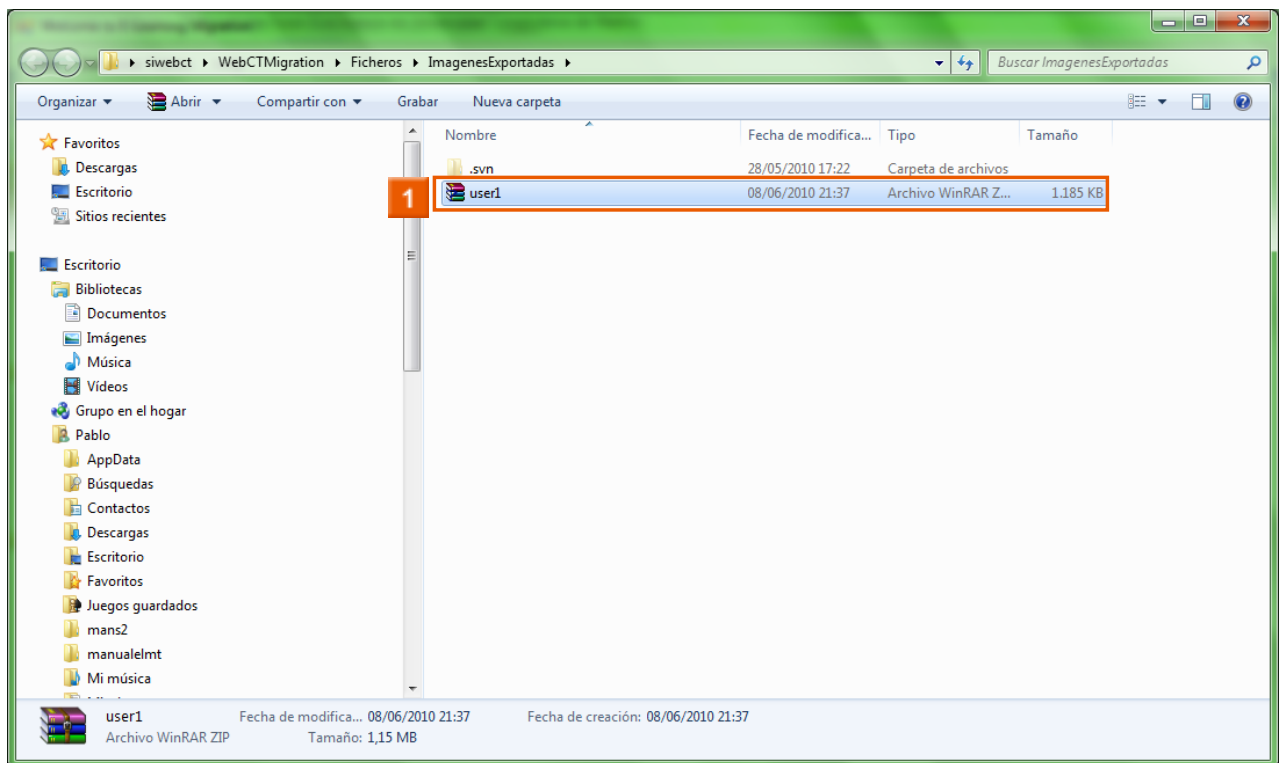 siwebct WebCTMigration Ficheros ImagenesExportadas Buscar ImagenesExportadas
Organizar Abrir Compartir con Grabar Nueva carpeta
Nombre Fecha de modifica... Tipo Tamaño
.svn 28/05/2010 17:22 Carpeta de archivos
1 user1 08/06/2010 21:37 Archivo WinRAR Z... 1.185 KB
Favoritos
Descargas
Escritorio
Sitios recientes
Escritorio
Bibliotecas
Documentos
Imágenes
Música
Vídeos
Grupo en el hogar
Pablo
AppData
Búsquedas
Contactos
Descargas
Escritorio
Favoritos
Juegos guardados
mans2
manualelmt
Mi música
user1 Fecha de modifica... 08/06/2010 21:37 Fecha de creación: 08/06/2010 21:37
Archivo WinRAR ZIP Tamaño: 1,15 MB